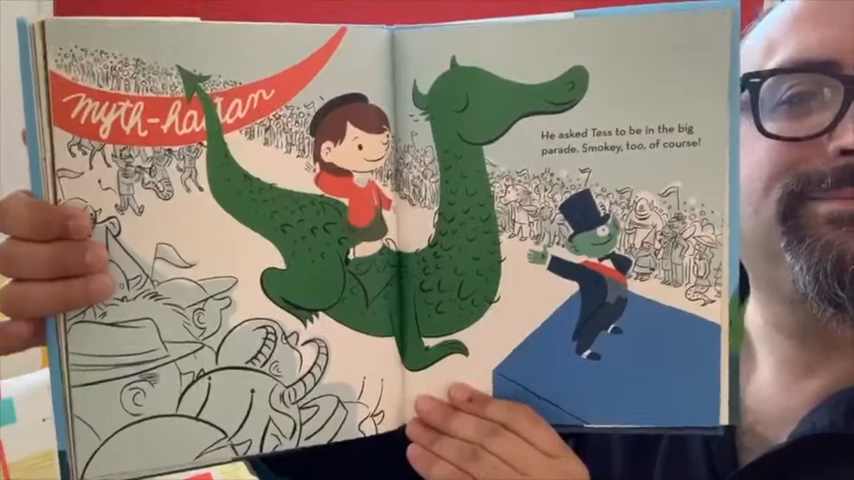 myth-hattan
He asked Tess to be in the big
parade. Smokey, too, of course!